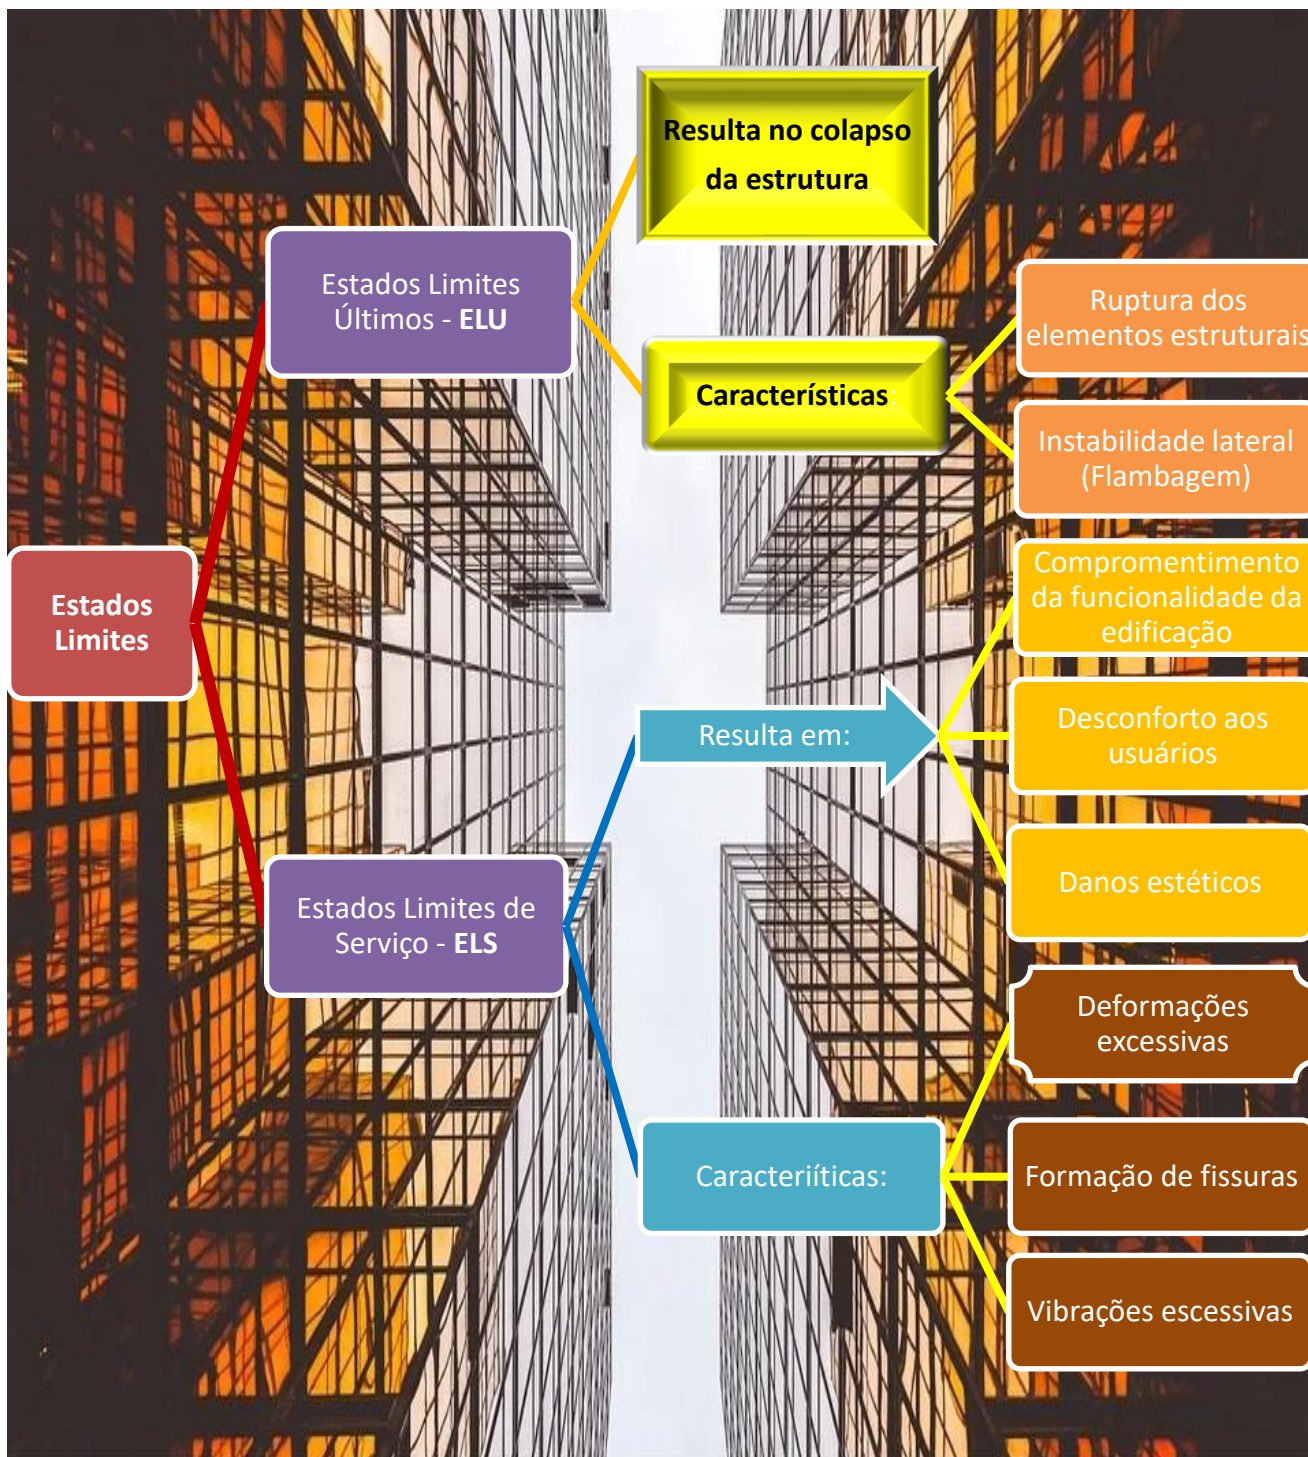 Resulta no colapso
da estrutura
Estados Limites
Últimos - ELU
Ruptura dos
elementos estruturais
Caracterísficas:
Instabilidade lateral
(Flambagem)
Estados
Limites
Compromentimento
da funcionalidade da
edificação
Resulta em:
Desconforto aos
usuários
Danos estéticos
Estados Limites de
Serviço - ELS
Deformações
excessivas
Caracteriíticas:
Formação de fissuras
Vibrações escessivas